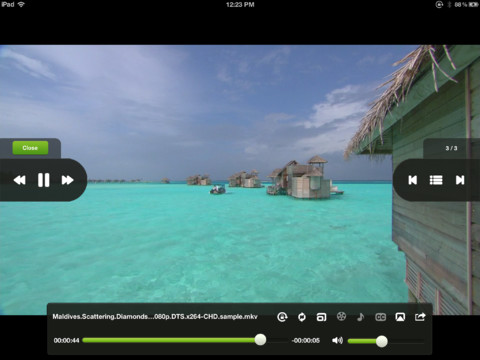 iPad
12:23 PM
88%
Close
3 / 3
Maldives.Scattering.Diamonds...060p.DTS.x264-CHD.sample.mkv
CC
00:00:44
-00:00:05